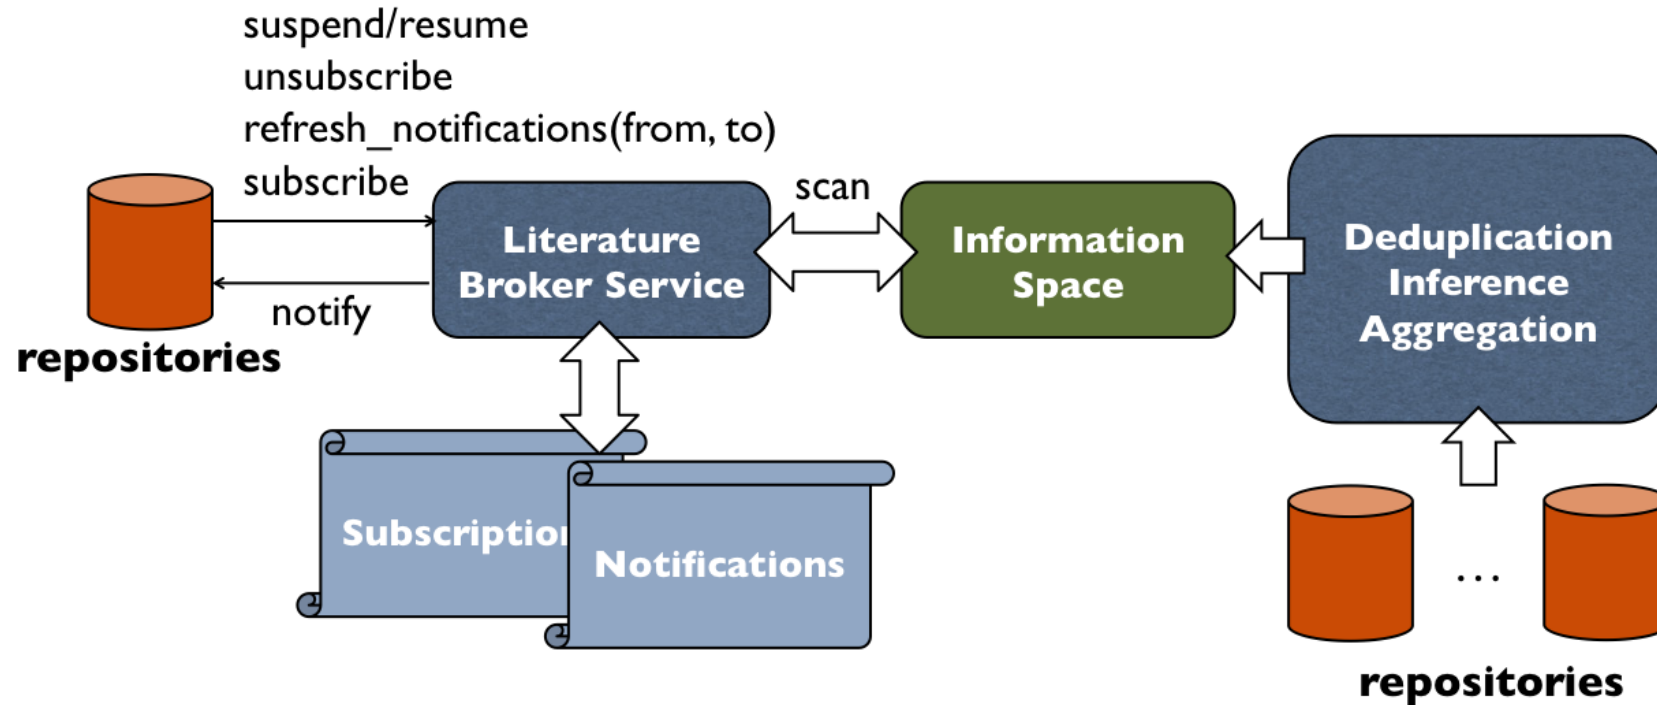 suspend/resume
unsubscribe
refresh_notifications(from, to)
subscribe
notify
repositories
Literature
Broker Service
scan
Information
Space
Deduplication
Inference
Aggregation
Subscription
Notifications
...
repositories